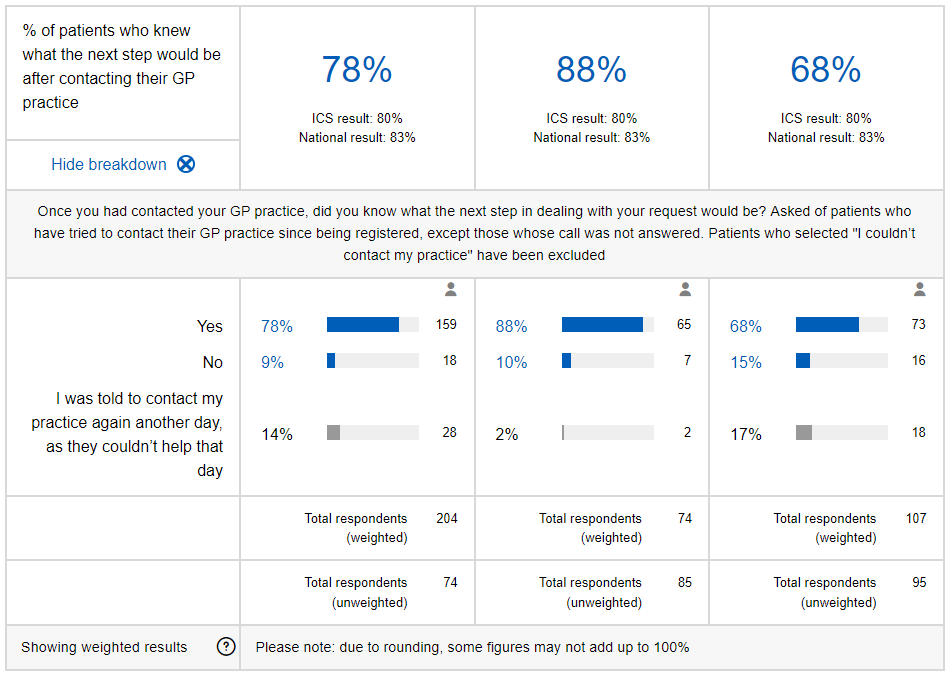 % of patients who knew
what the next step would be
after contacting their GP
practice
78%
ICS result: 80%
National result: 83%
88%
ICS result: 80%
National result: 83%
68%
ICS result: 80%
National result: 83%
Hide breakdown
Once you had contacted your GP practice, did you know what the next step in dealing with your request would be? Asked of patients who
have tried to contact their GP practice since being registered, except those whose call was not answered. Patients who selected "I couldn’t
contact my practice" have been excluded
Yes 78% 159 88% 65 68% 73
No 9% 18 10% 7 15% 16
I was told to contact my
practice again another day,
as they couldn’t help that
day
14% 28 2% 2 17% 18
Total respondents 204 Total respondents 74 Total respondents 107
(weighted) (weighted) (weighted)
Total respondents 74 Total respondents 85 Total respondents 95
(unweighted) (unweighted) (unweighted)
Showing weighted results ? Please note: due to rounding, some figures may not add up to 100%